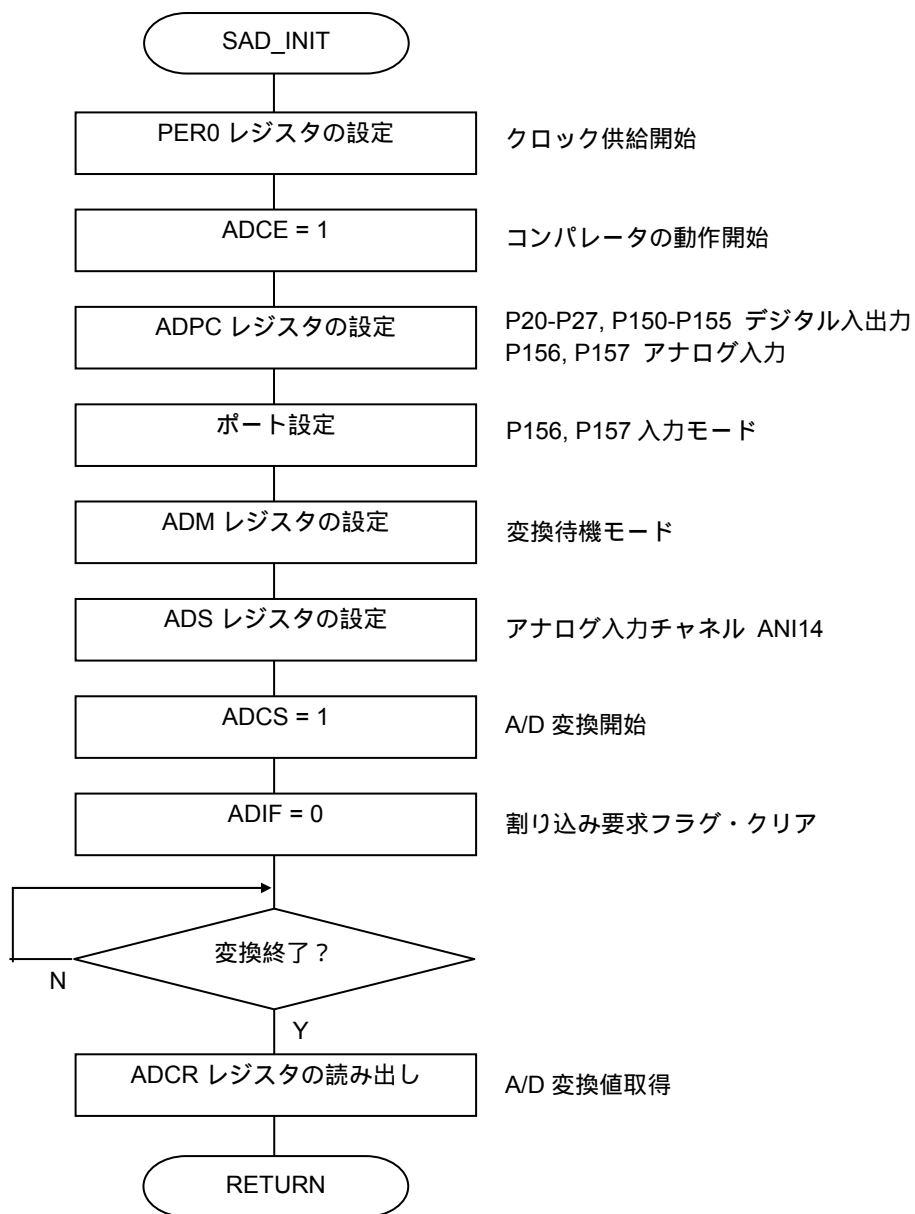 SAD_INIT
PER0 レジスタの設定
クロック供給開始
ADCE = 1
コンパレータの動作開始
ADPC レジスタの設定
P20-P27, P150-P155 デジタル入出力
P156, P157 アナログ入力
ポート設定
P156, P157 入力モード
ADM レジスタの設定
変換待機モード
ADS レジスタの設定
アナログ入力チャネル ANI14
ADCS = 1
A/D 変換開始
ADIF = 0
割り込み要求フラグ・クリア
変換終了？
N
Y
ADCR レジスタの読み出し
A/D 変換値取得
RETURN